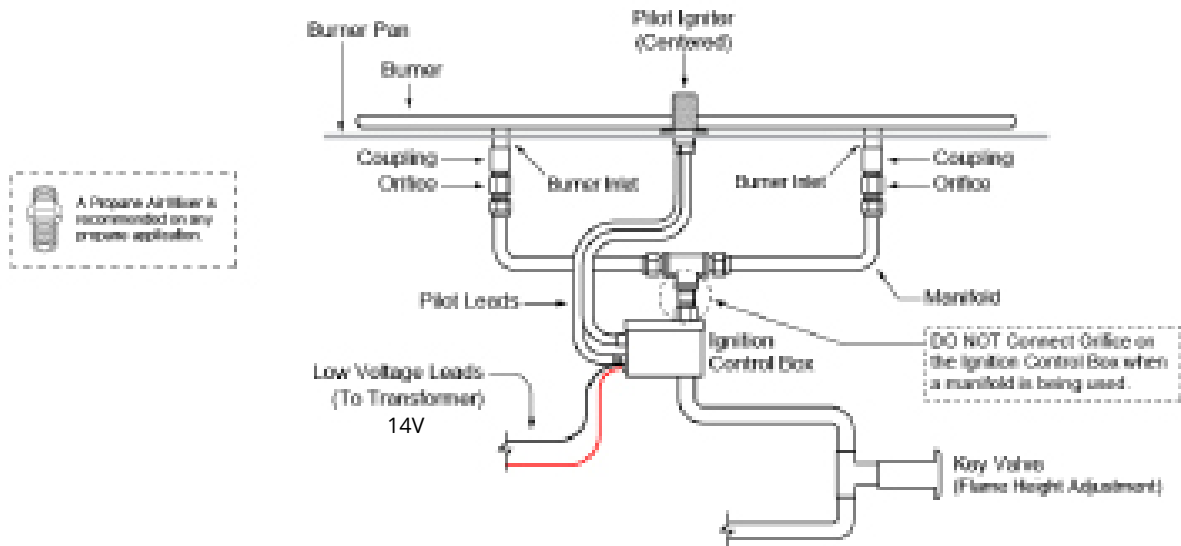 Pilot Igniter
(Centered)
Burner Pan
Burner
Coupling
Orifice
Burner Inlet
Burner Inlet
Coupling
Orifice
A Propane Air Mixer is
recommended on any
propane application.
Pilot Leads
Manifold
Ignition
Control Box
DO NOT Connect Orifice on
the Ignition Control Box when
a manifold is being used.
Low Voltage Leads
(To Transformer)
14V
Key Valve
(Flame Height Adjustment)